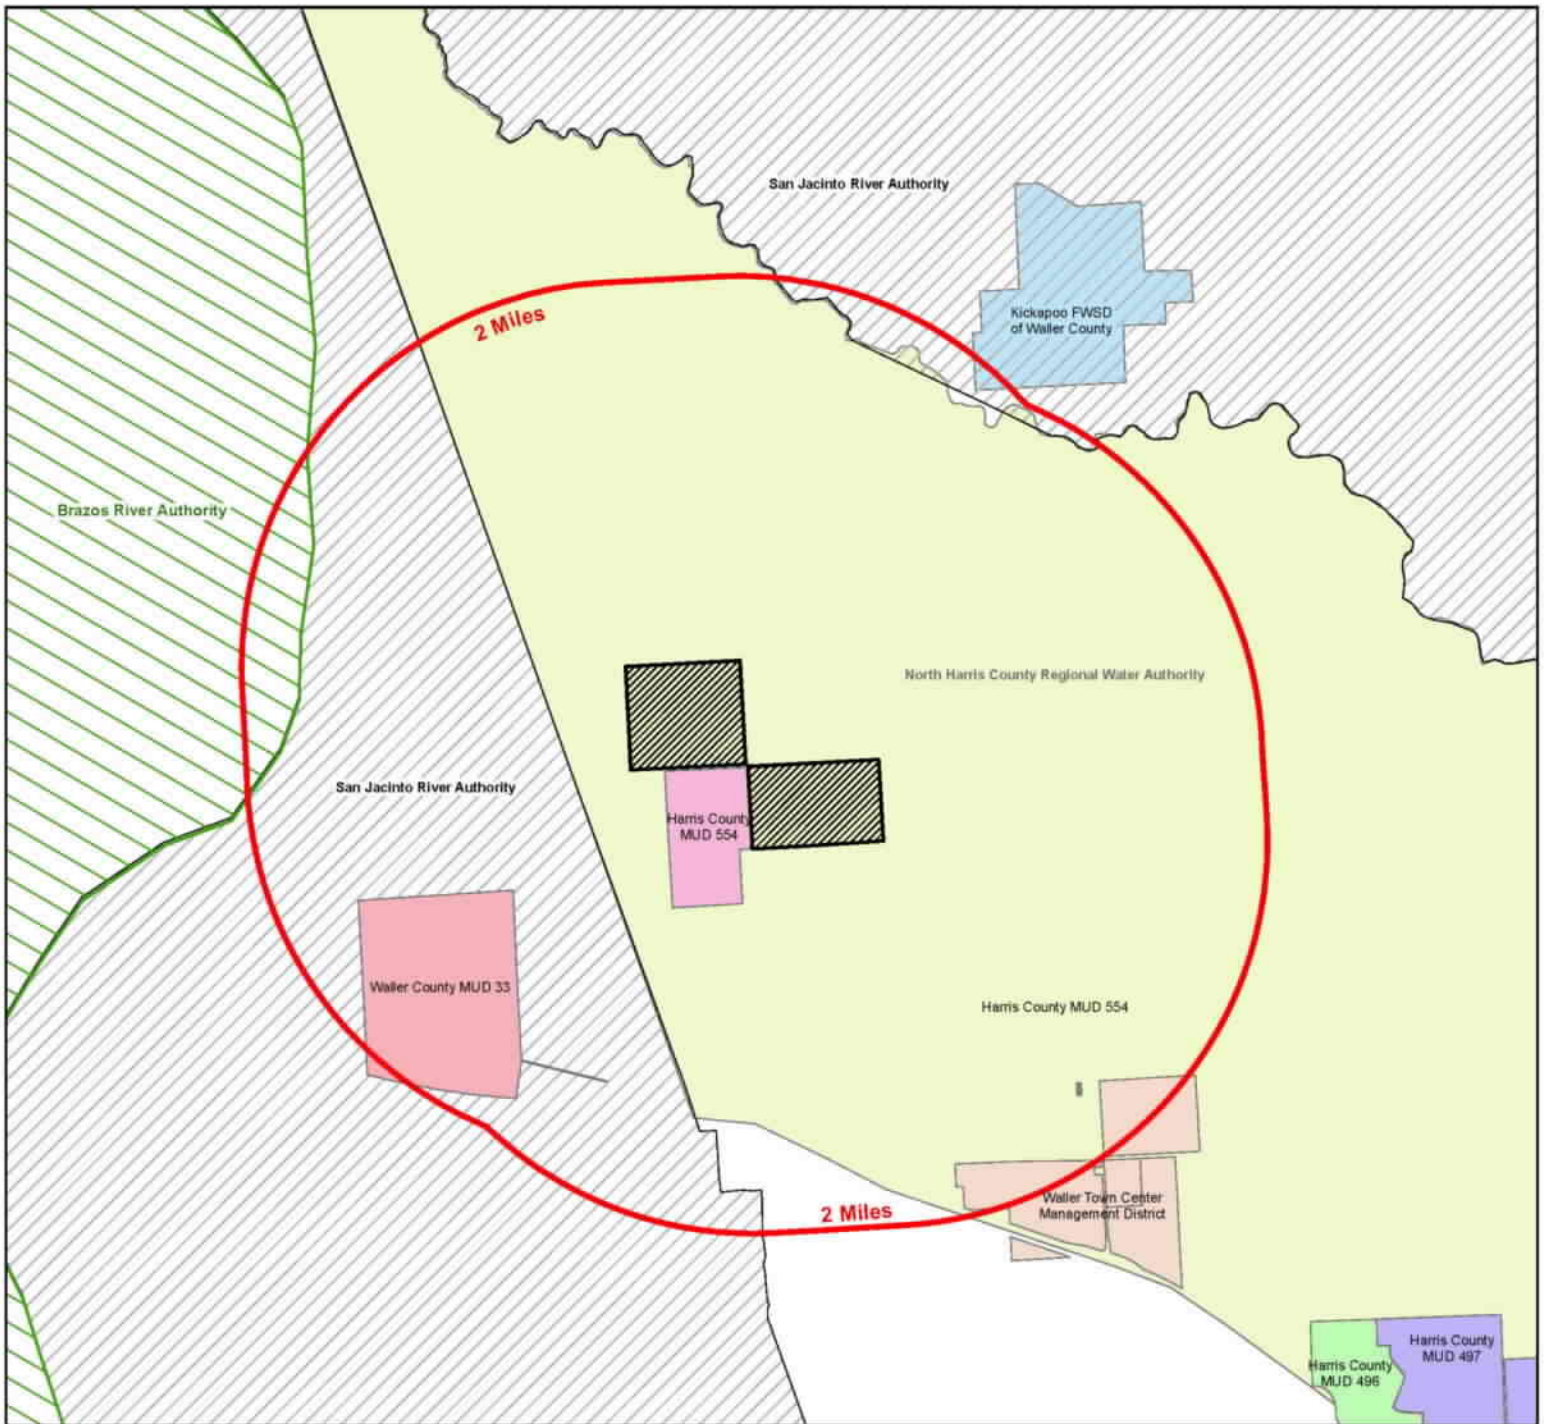 San Jacinto River Authority
Kickapoo FWSD
of Waller County
2 Miles
Brazos River Authority
North Harris County Regional Water Authority
San Jacinto River Authority
Harris County
MUD 554
Waller County MUD 33
Harris County MUD 554
Waller Town Center
Management District
2 Miles
Harris County
MUD 497
Harris County
MUD 496